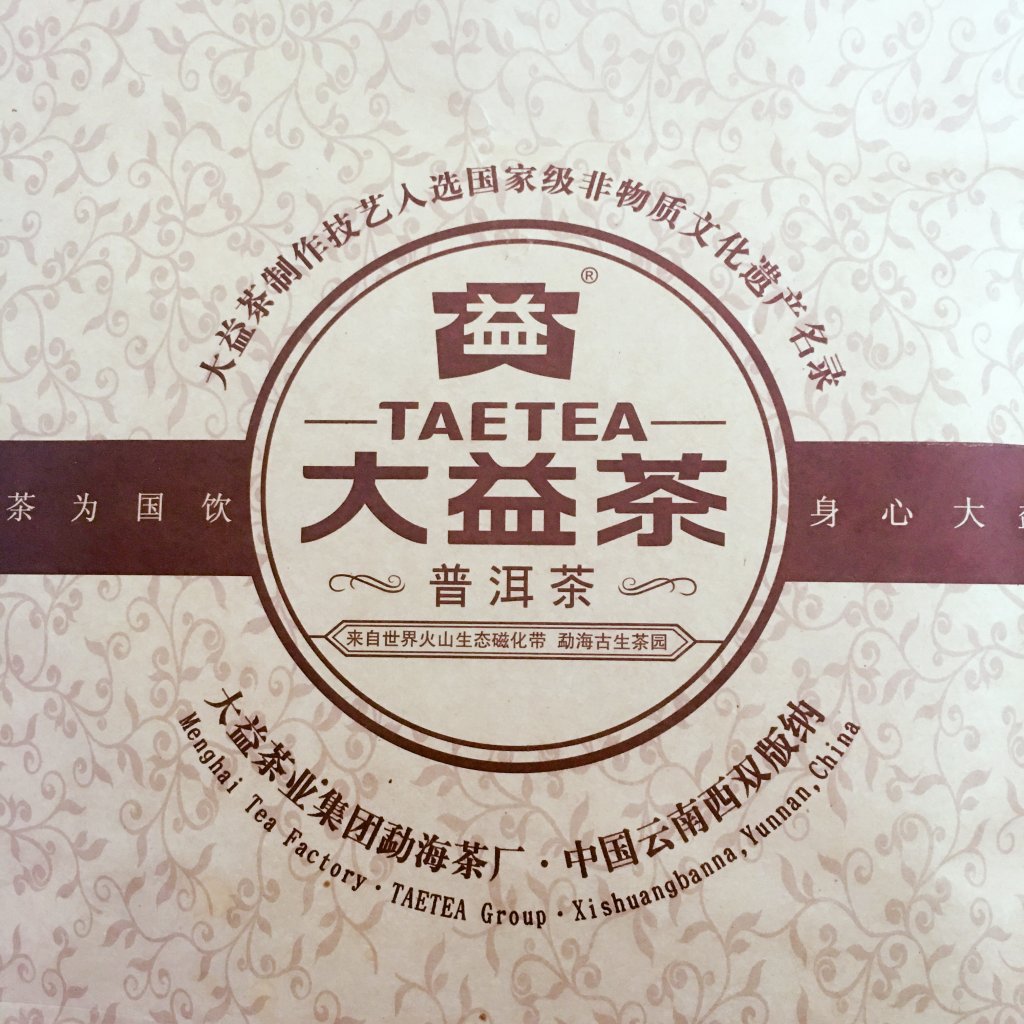 大益茶制作技艺入选国家级非物质文化遗产名录
益
®
TAETEA
大益茶
茶为国饮
身心大益
普洱茶
来自世界火山生态磁化带 勐海古生茶园
大益茶业集团勐海茶厂·中国云南西双版纳
Menghai Tea Factory·TAETEA Group·Xishuangbanna,Yunnan,China